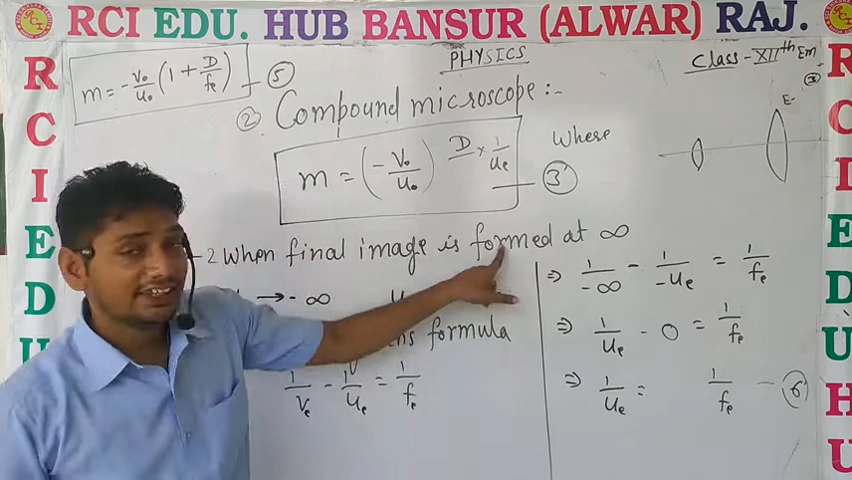 RCI EDU. HUB BANSUR (ALWAR) RAJ.
R
C
I
E
D
U
R
C
I
E
D
U
H
U
PHYSICS
Class - XIIth Em
m = -v₀/u₀ (1 + D/fₑ) - ⑤
② Compound microscope :-
m = (-v₀/u₀) D × 1/uₑ — ③'
Where
E-
-2 When final image is formed at ∞
→ - ∞
formula
1/vₑ - 1/uₑ = 1/fₑ
⇒ 1/-∞ - 1/-uₑ = 1/fₑ
⇒ 1/uₑ - 0 = 1/fₑ
⇒ 1/uₑ = 1/fₑ - ⑥